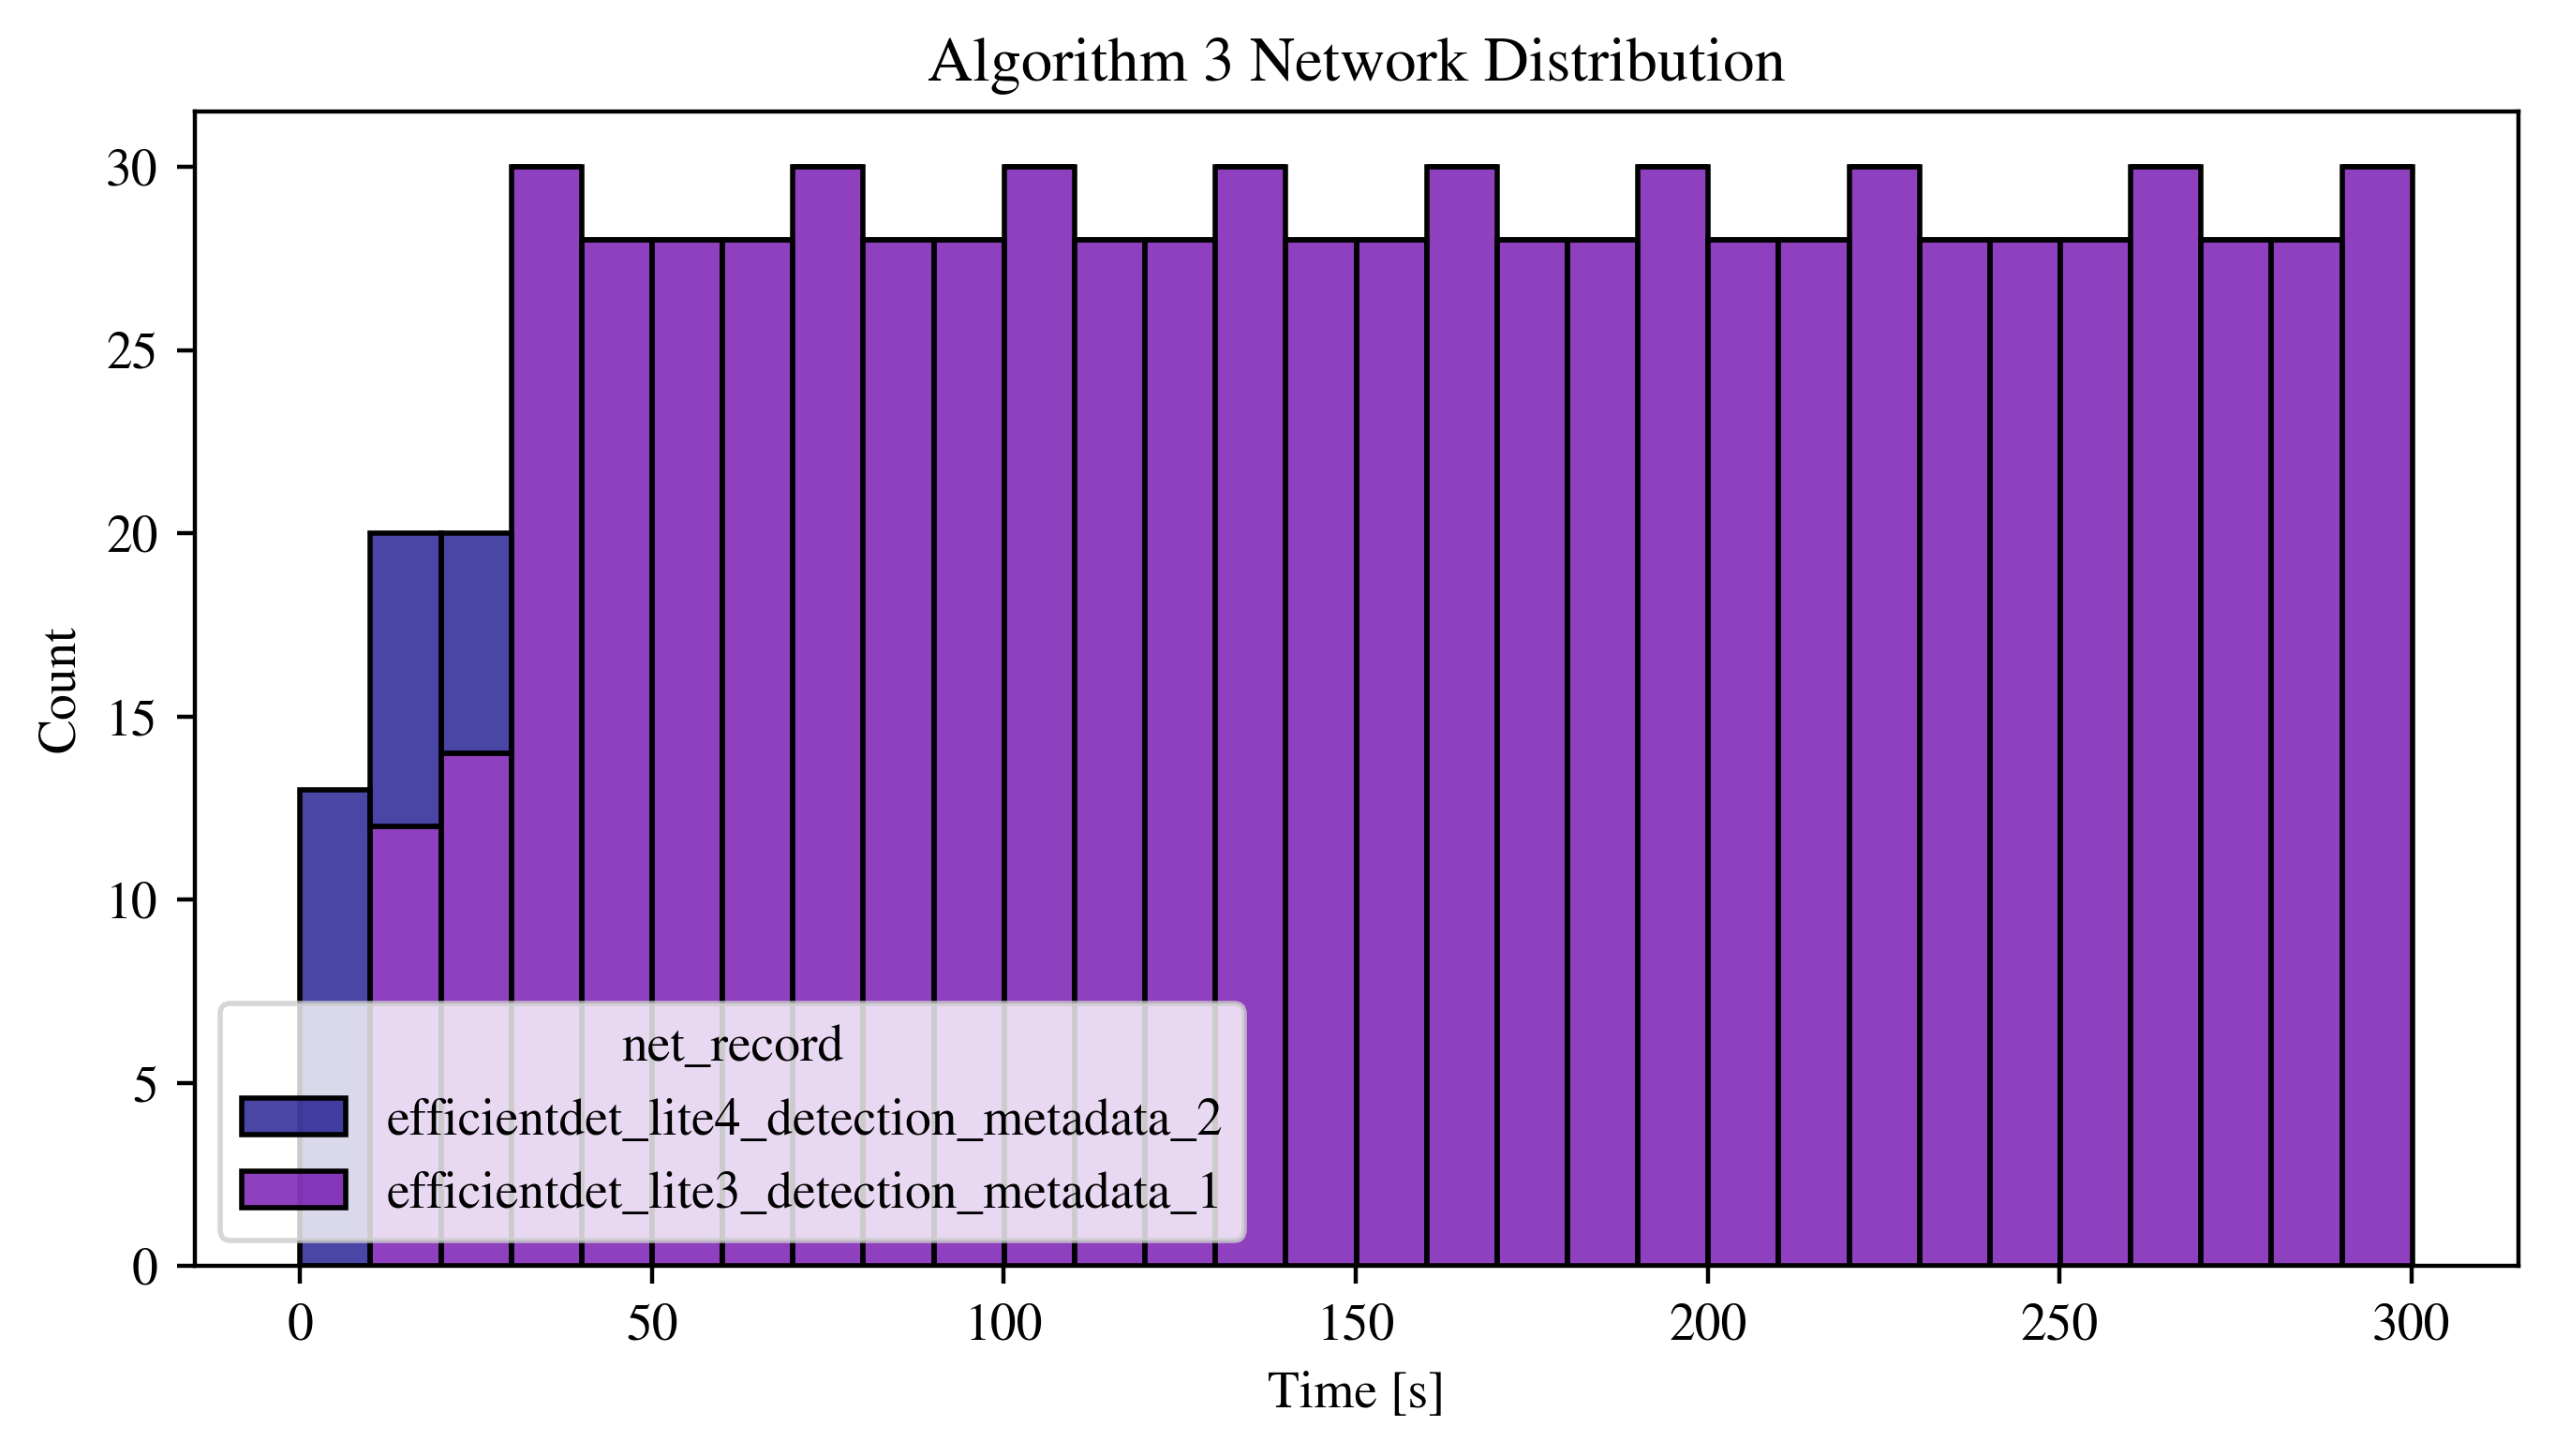 Algorithm 3 Network Distribution
30
25
20
15
10
5
0
Count
net_record
efficientdet_lite4_detection_metadata_2
efficientdet_lite3_detection_metadata_1
0 50 100 150 200 250 300
Time [s]